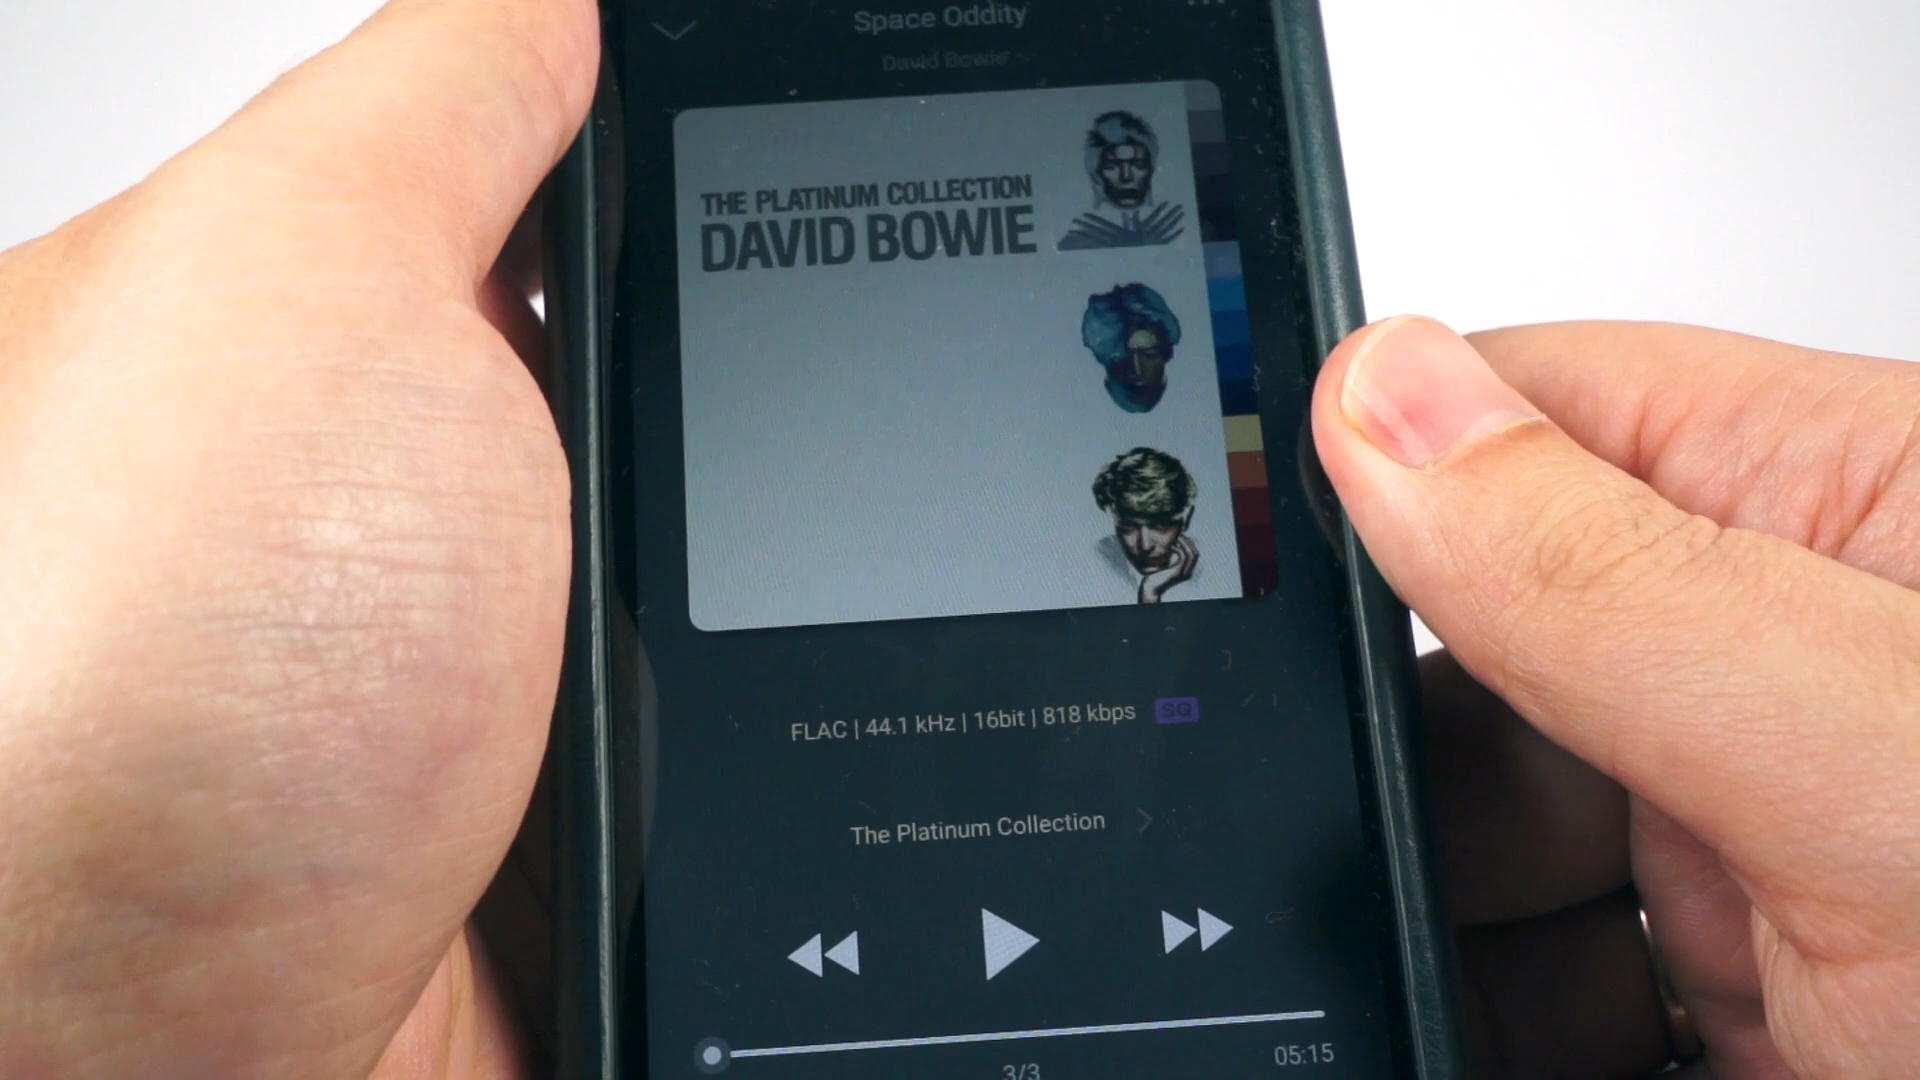 Space Oddity
David Bowie
THE PLATINUM COLLECTION
DAVID BOWIE
FLAC | 44.1 kHz | 16bit | 818 kbps SQ
The Platinum Collection
3/3 05:15